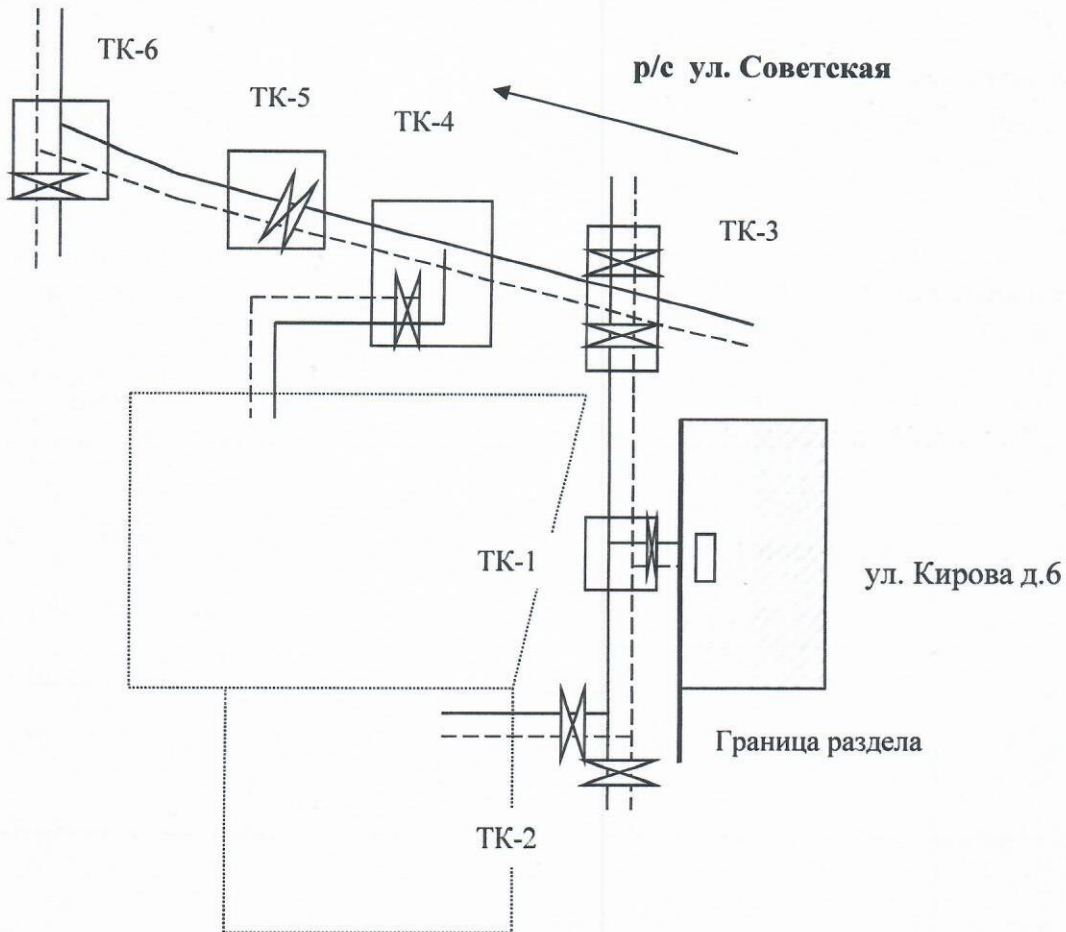 ТК-6
р/с ул. Советская
ТК-5
ТК-4
ТК-3
ТК-1
ул. Кирова д.6
Граница раздела
ТК-2